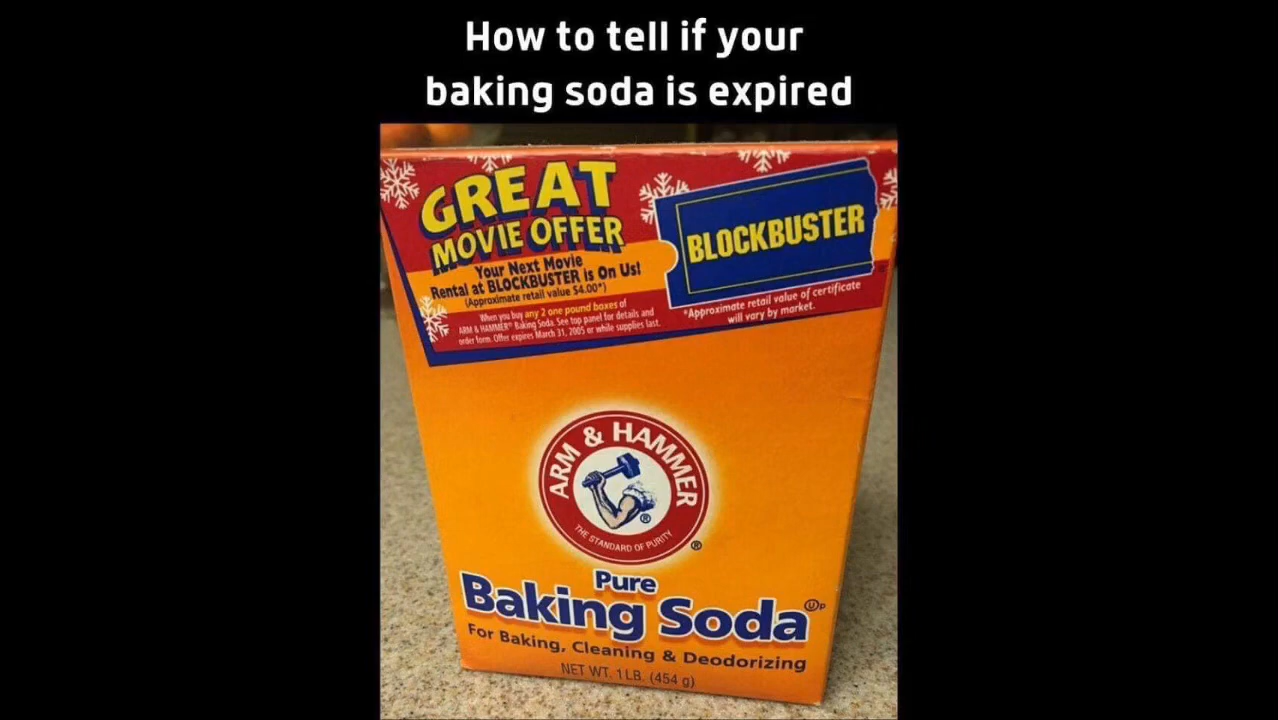 How to tell if your
baking soda is expired
GREAT
MOVIE OFFER
Your Next Movie
Rental at BLOCKBUSTER is On Us!
(Approximate retail value $4.00*)
When you buy any 2 one pound boxes of
ARM & HAMMER® Baking Soda. See top panel for details and
order form. Offer expires March 31, 2005 or while supplies last.
BLOCKBUSTER
*Approximate retail value of certificate
will vary by market.
ARM & HAMMER
®
THE STANDARD OF PURITY
®
Pure
Baking Soda ⓊP
For Baking, Cleaning & Deodorizing
NET WT. 1 LB. (454 g)